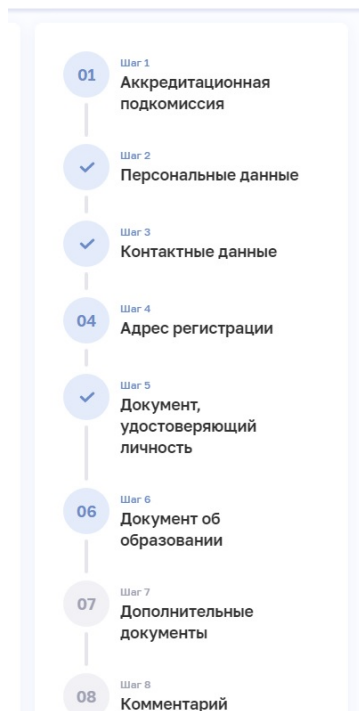 01
Шаг 1
Аккредитационная
подкомиссия
Шаг 2
Персональные данные
Шаг 3
Контактные данные
04
Шаг 4
Адрес регистрации
Шаг 5
Документ,
удостоверяющий
личность
06
Шаг 6
Документ об
образовании
07
Шаг 7
Дополнительные
документы
08
Шаг 8
Комментарий